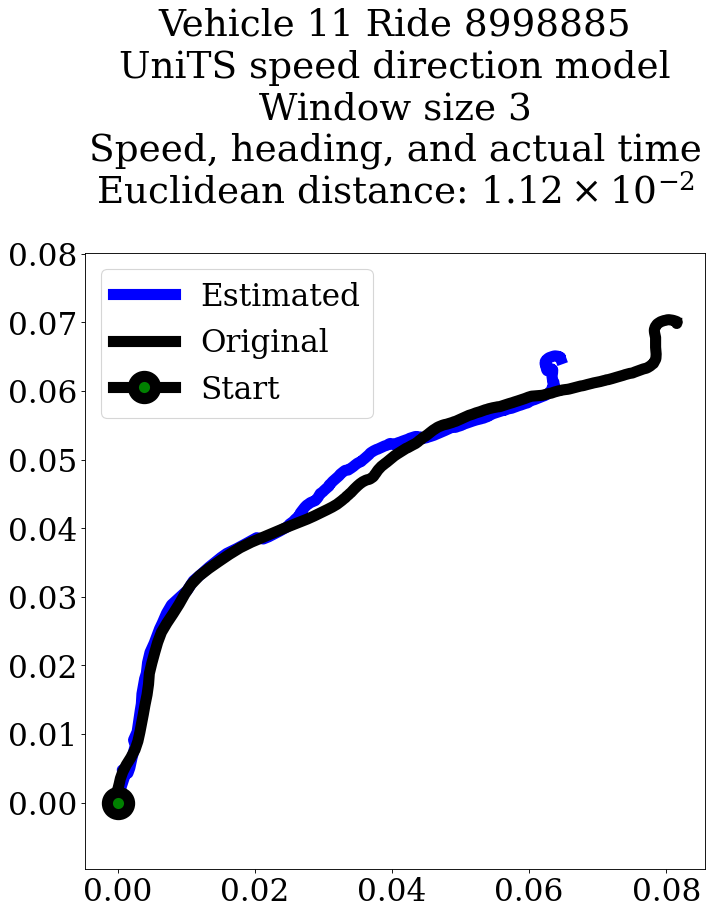 Vehicle 11 Ride 8998885
UniTS speed direction model
Window size 3
Speed, heading, and actual time
Euclidean distance: 1.12 × 10⁻²
0.08
0.07
0.06
0.05
0.04
0.03
0.02
0.01
0.00
Estimated
Original
Start
0.00 0.02 0.04 0.06 0.08